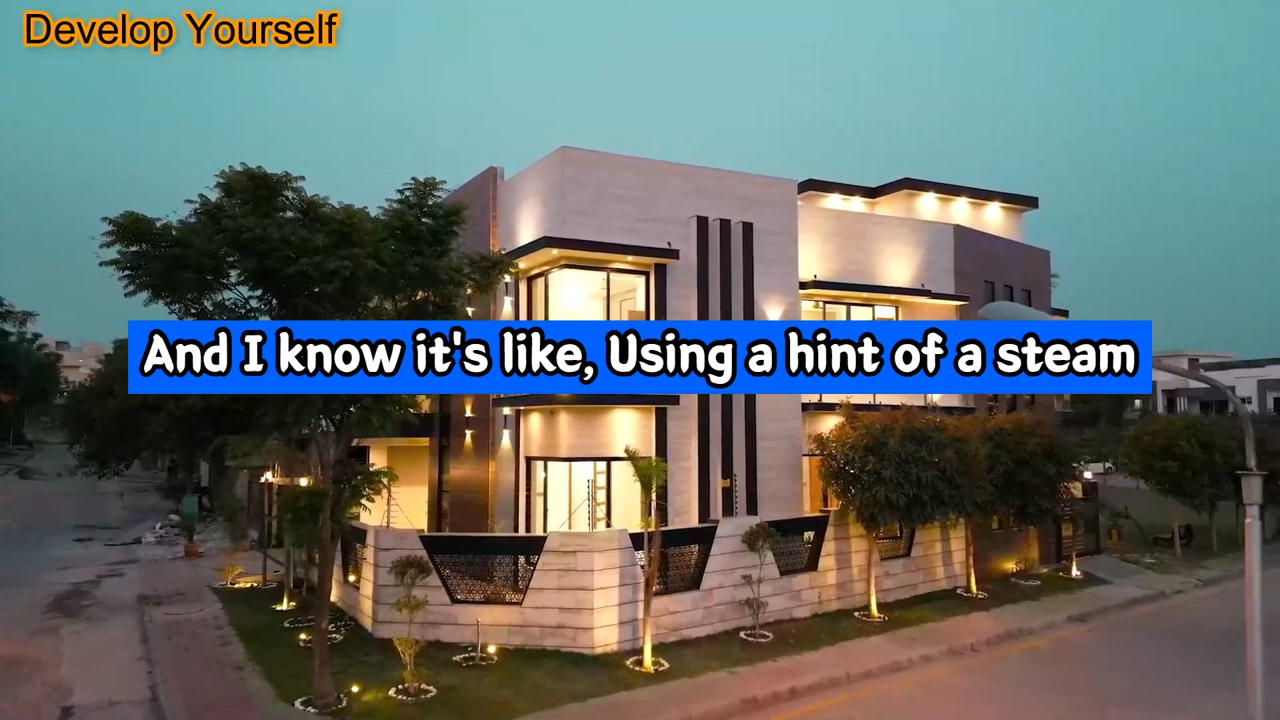 Develop Yourself
And I know it's like, Using a hint of a steam